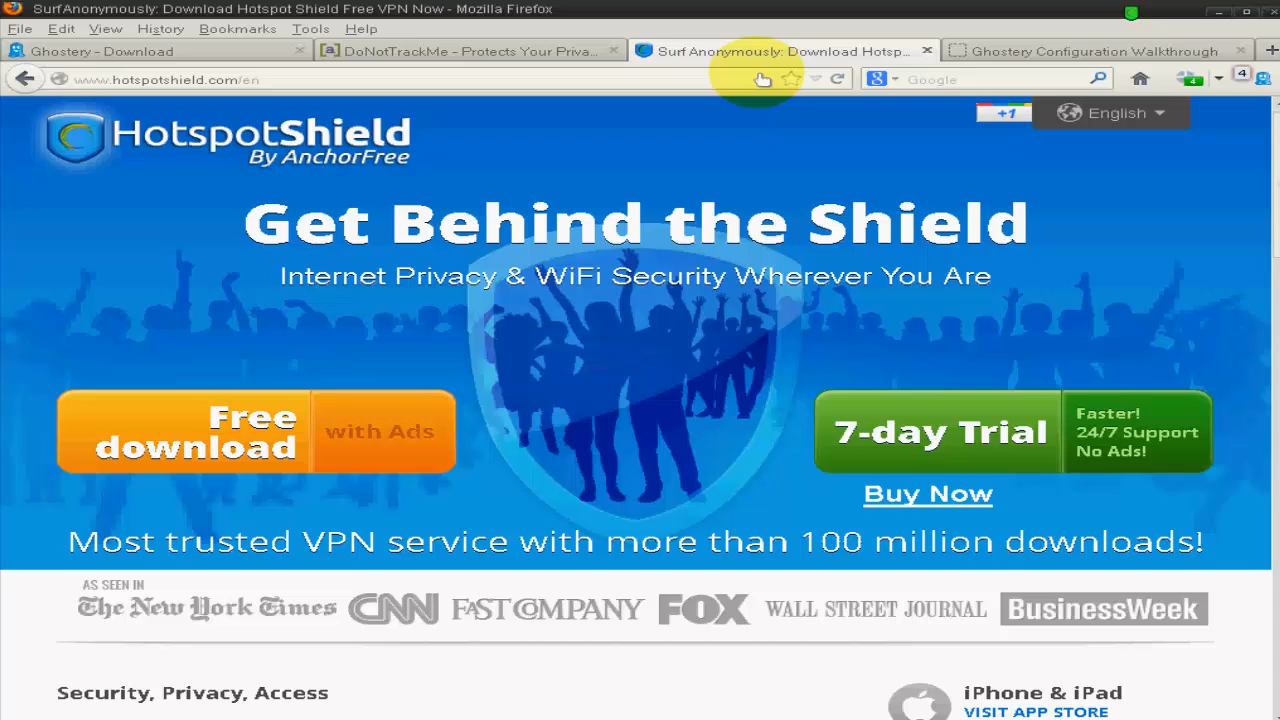 SurfAnonymously: Download Hotspot Shield Free VPN Now - Mozilla Firefox
File Edit View History Bookmarks Tools Help
Ghostery - Download
DoNotTrackMe - Protects Your Priva...
Surf Anonymously: Download Hotsp...
Ghostery Configuration Walkthrough
www.hotspotshield.com/en
Google
4
4
HotspotShield
By AnchorFree
+1
English
Get Behind the Shield
Internet Privacy & WiFi Security Wherever You Are
Free
download
with Ads
7-day Trial
Faster!
24/7 Support
No Ads!
Buy Now
Most trusted VPN service with more than 100 million downloads!
AS SEEN IN
The New York Times CNN FAST COMPANY FOX WALL STREET JOURNAL BusinessWeek
Security, Privacy, Access
iPhone & iPad
VISIT APP STORE